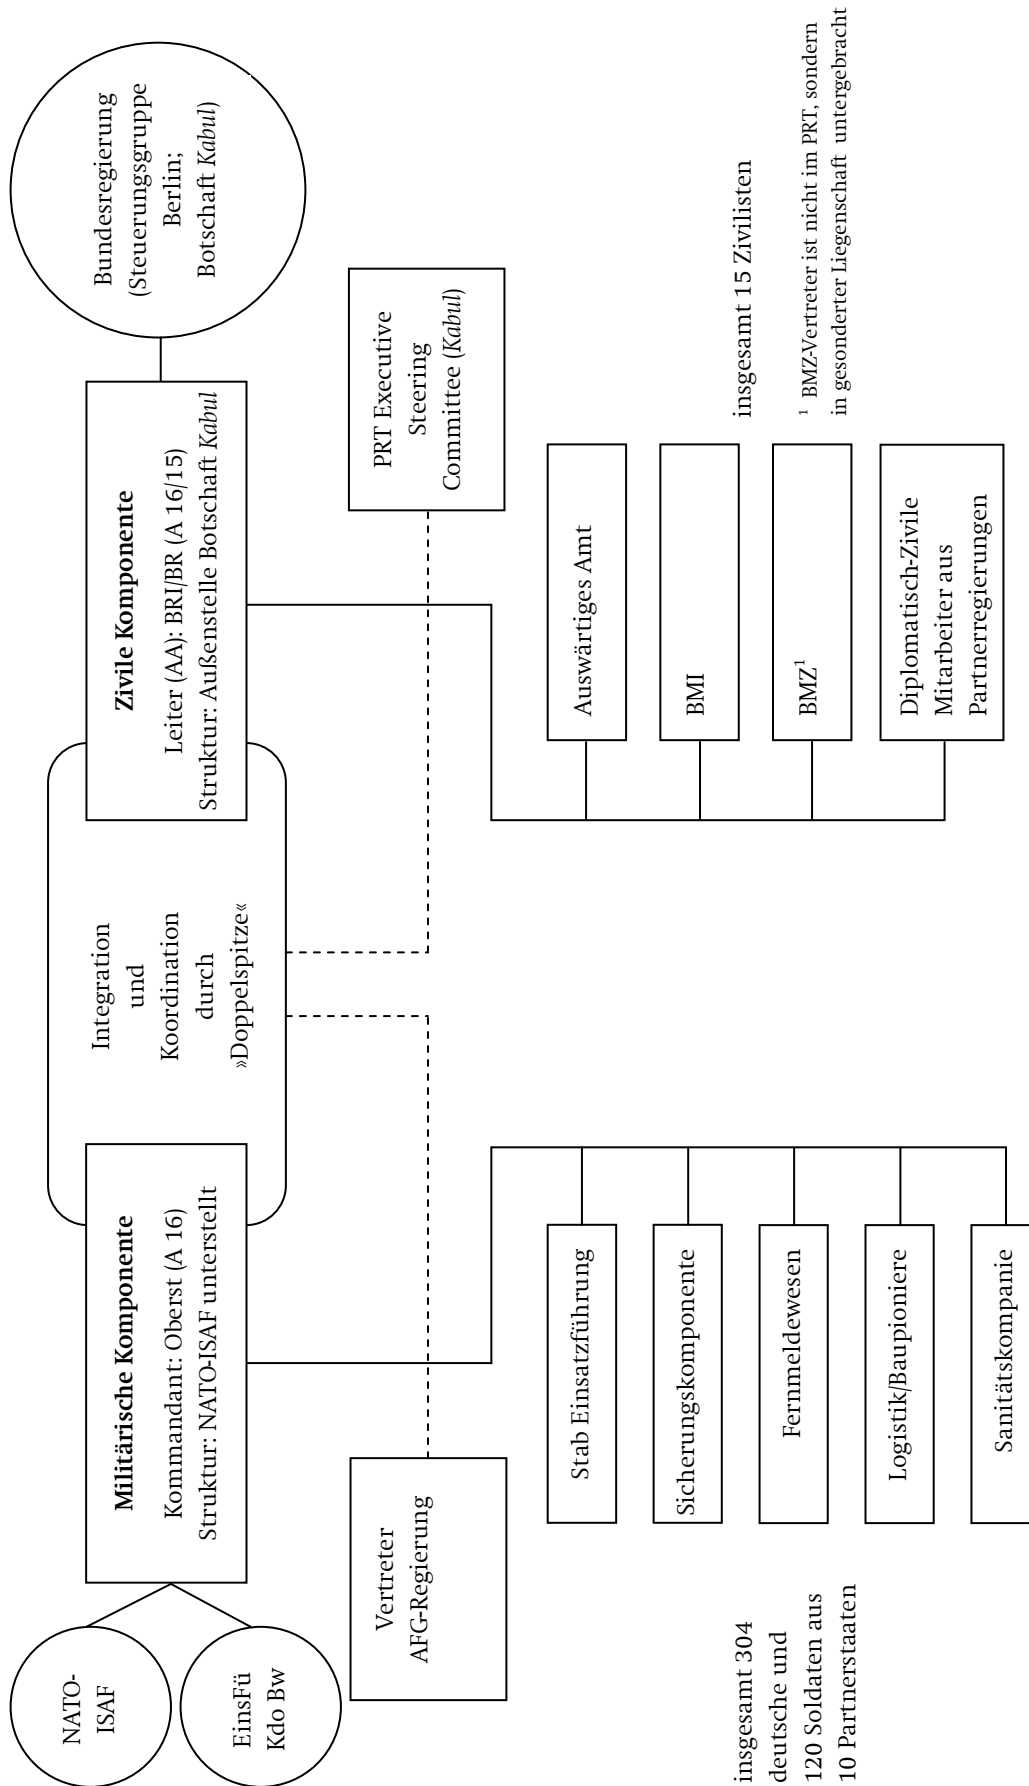 NATO-
ISAF
EinsFü
Kdo Bw
Militärische Komponente
Kommandant: Oberst (A 16)
Struktur: NATO-ISAF unterstellt
Integration
und
Koordination
durch
»Doppelspitze«
Zivile Komponente
Leiter (AA): BRI/BR (A 16/15)
Struktur: Außenstelle Botschaft Kabul
Bundesregierung
(Steuerungsgruppe
Berlin;
Botschaft Kabul)
Vertreter
AFG-Regierung
PRT Executive
Steering
Committee (Kabul)
Stab Einsatzführung
Sicherungskomponente
Fernmeldewesen
Logistik/Baupioniere
Sanitätskompanie
Auswärtiges Amt
BMI
BMZ¹
Diplomatisch-Zivile
Mitarbeiter aus
Partnerregierungen
insgesamt 304
deutsche und
120 Soldaten aus
10 Partnerstaaten
insgesamt 15 Zivilisten
¹ BMZ-Vertreter ist nicht im PRT, sondern
in gesonderter Liegenschaft untergebracht